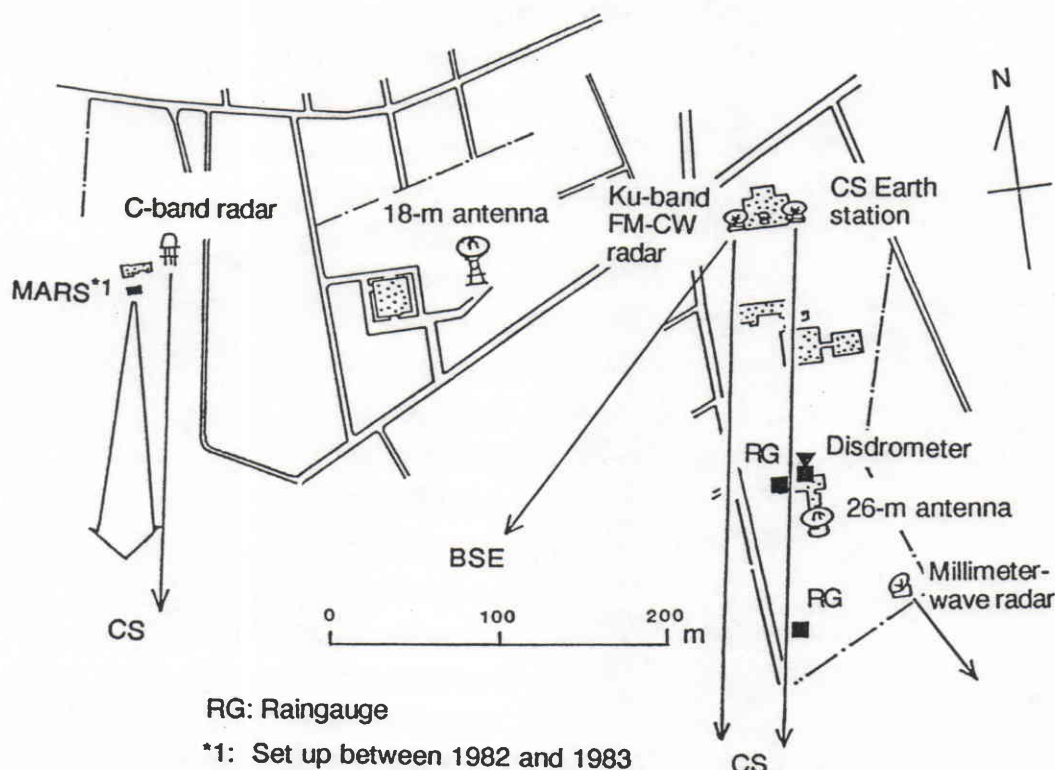 N
C-band radar
18-m antenna
Ku-band
FM-CW
radar
CS Earth
station
MARS*1
RG
Disdrometer
26-m antenna
BSE
Millimeter-
wave radar
RG
CS
0 100 200
m
RG: Raingauge
*1: Set up between 1982 and 1983
CS